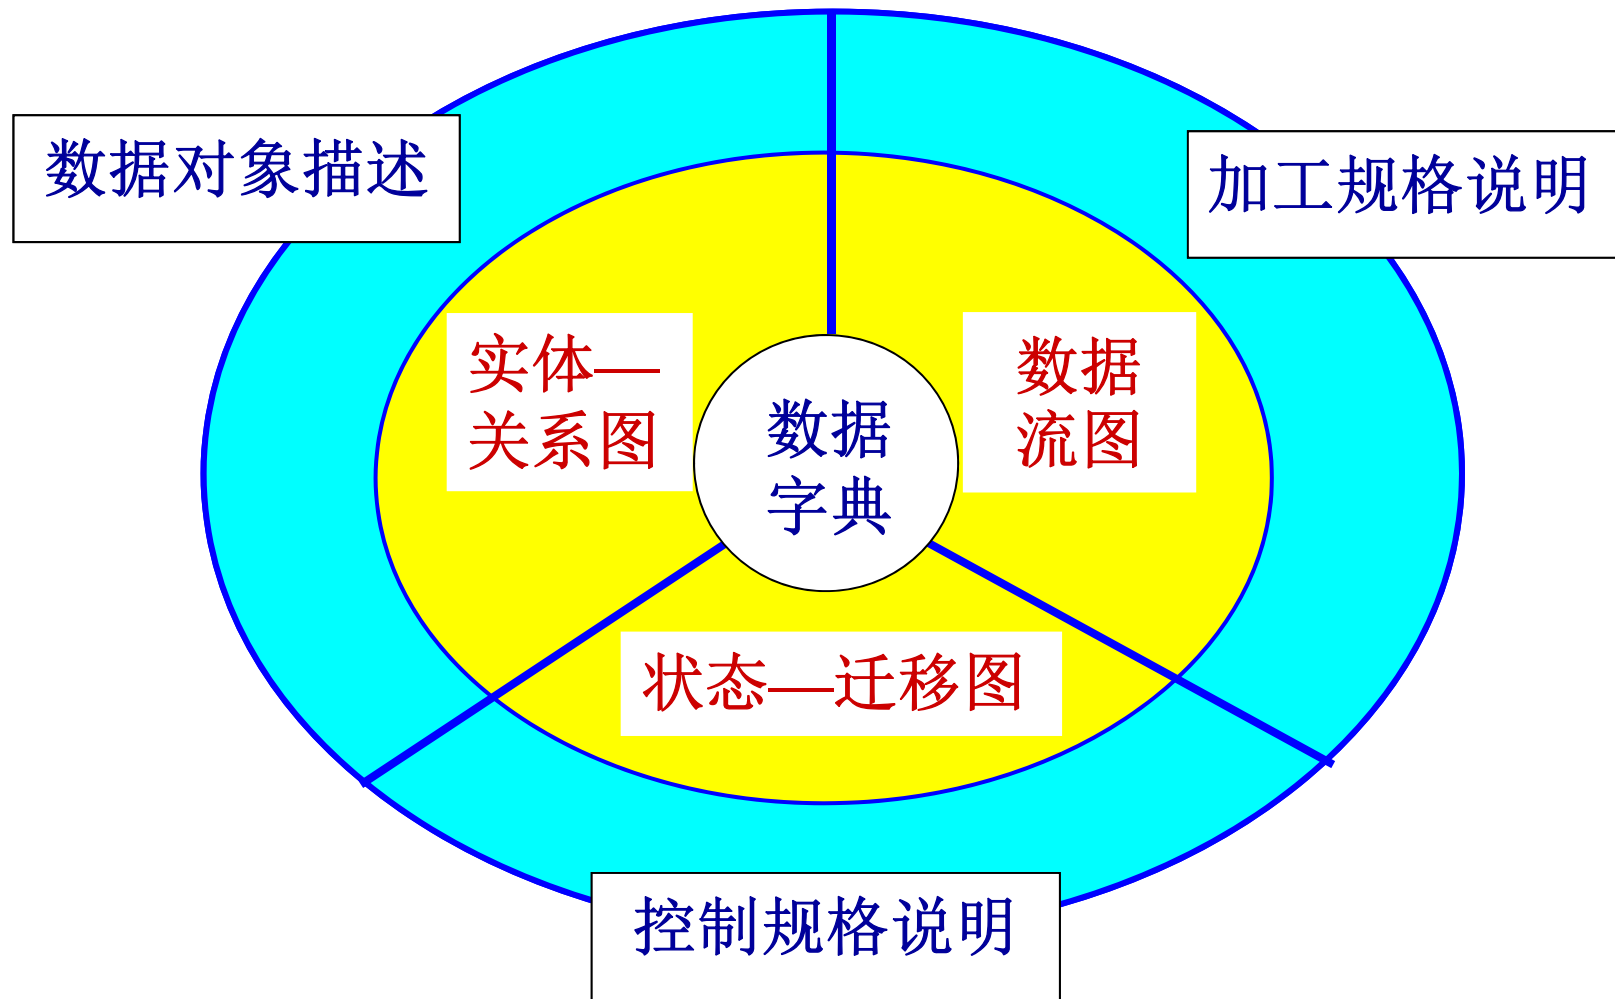 数据对象描述
加工规格说明
实体—
关系图
数据
流图
数据
字典
状态—迁移图
控制规格说明